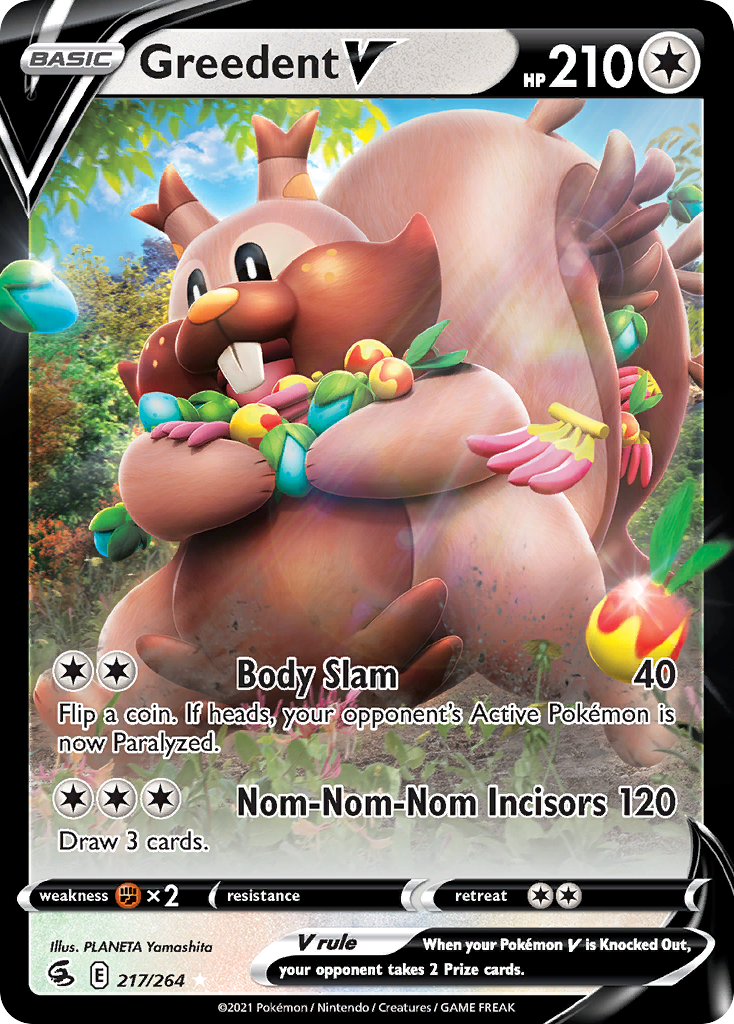 BASIC Greedent V HP 210
Body Slam 40
Flip a coin. If heads, your opponent's Active Pokémon is
now Paralyzed.
Nom-Nom-Nom Incisors 120
Draw 3 cards.
weakness ×2 resistance retreat
Illus. PLANETA Yamashita
V rule When your Pokémon V is Knocked Out,
your opponent takes 2 Prize cards.
E 217/264
©2021 Pokémon / Nintendo / Creatures / GAME FREAK